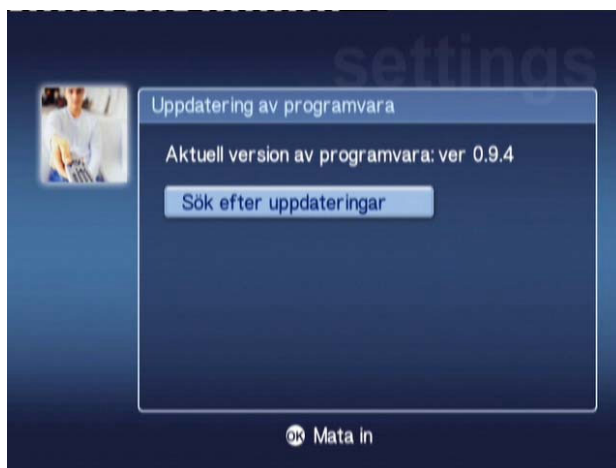 settings
Uppdatering av programvara
Aktuell version av programvara: ver 0.9.4
Sök efter uppdateringar
OK Mata in